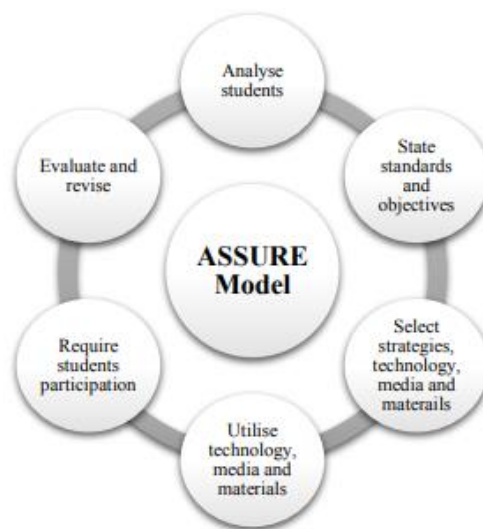 Analyse
students
State
standards
and
objectives
Select
strategies,
technology,
media and
materails
Utilise
technology,
media and
materials
Require
students
participation
Evaluate and
revise
ASSURE
Model